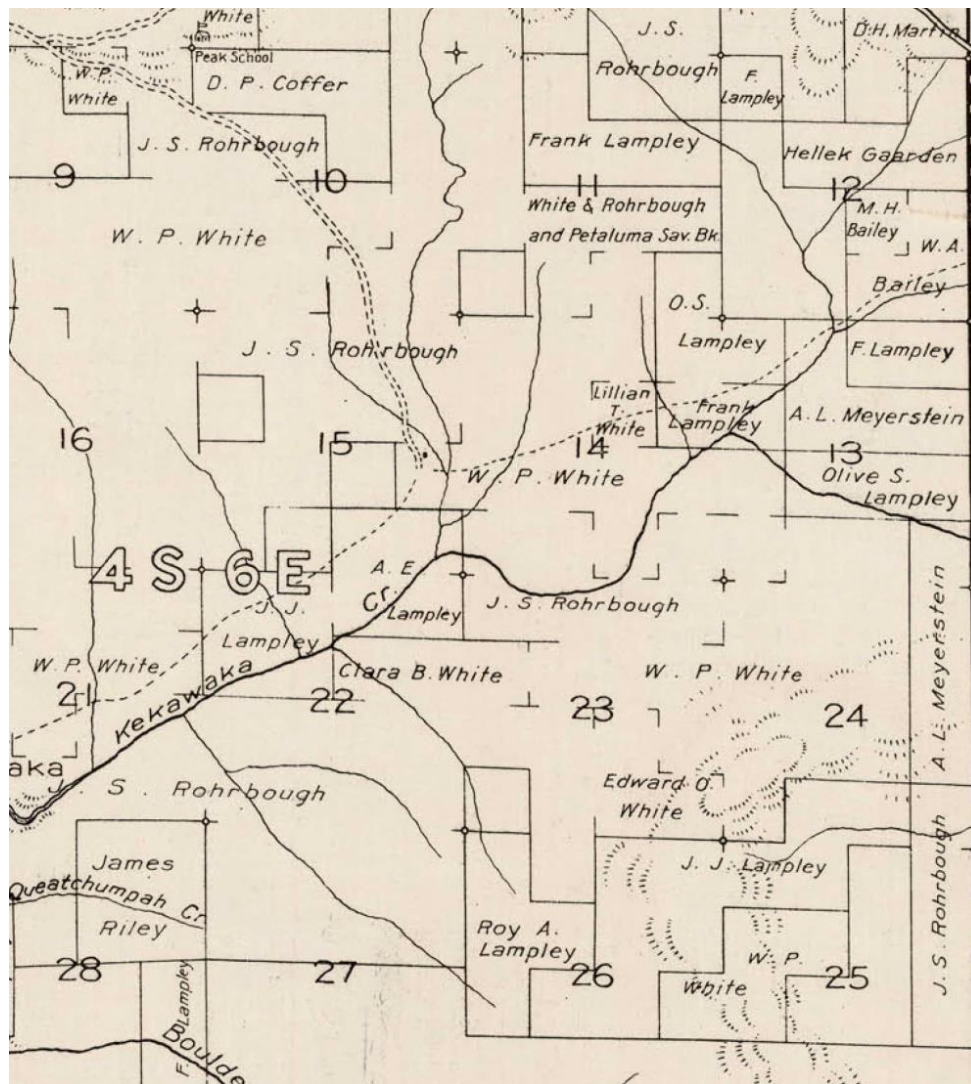 White
J. S.
D. H. Martin
Peak School
W. P.
White
D. P. Coffer
Rohrbough
F.
Lampley
J. S. Rohrbough
Frank Lampley
Hellek Gaarden
9
10
11
12
White & Rohrbough
and Petaluma Sav. Bk.
M. H.
Bailey
W. P. White
W. A.
Bailey
O. S.
Lampley
J. S. Rohrbough
F. Lampley
Lillian
T.
White
Frank
Lampley
A. L. Meyerstein
16
15
14
13
W. P. White
Olive S.
Lampley
4 S 6 E
A. E.
Lampley
Cr.
J. S. Rohrbough
J. J.
Lampley
A. L. Meyerstein
W. P. White
Kekawaka
Clara B. White
W. P. White
21
22
23
24
aka
J. S. Rohrbough
Edward O.
White
James
Riley
J. J. Lampley
J. S. Rohrbough
Queatchumpah Cr.
Roy A.
Lampley
28
27
26
25
W. P.
White
F. Lampley
Boulde